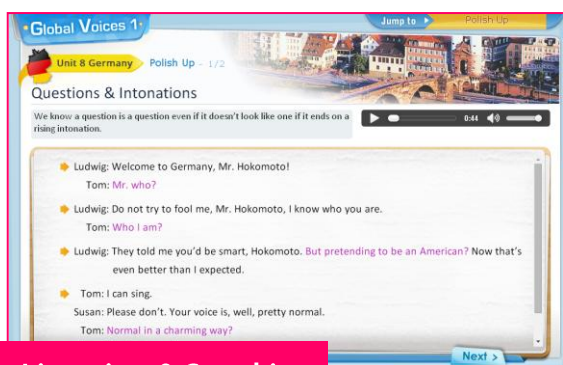 Global Voices 1
Jump to
Polish Up
Unit 8 Germany Polish Up - 1/2
Questions & Intonations
We know a question is a question even if it doesn't look like one if it ends on a
rising intonation.
0:44
Ludwig: Welcome to Germany, Mr. Hokomoto!
Tom: Mr. who?
Ludwig: Do not try to fool me, Mr. Hokomoto, I know who you are.
Tom: Who I am?
Ludwig: They told me you'd be smart, Hokomoto. But pretending to be an American? Now that's
even better than I expected.
Tom: I can sing.
Susan: Please don't. Your voice is, well, pretty normal.
Tom: Normal in a charming way?
Next >